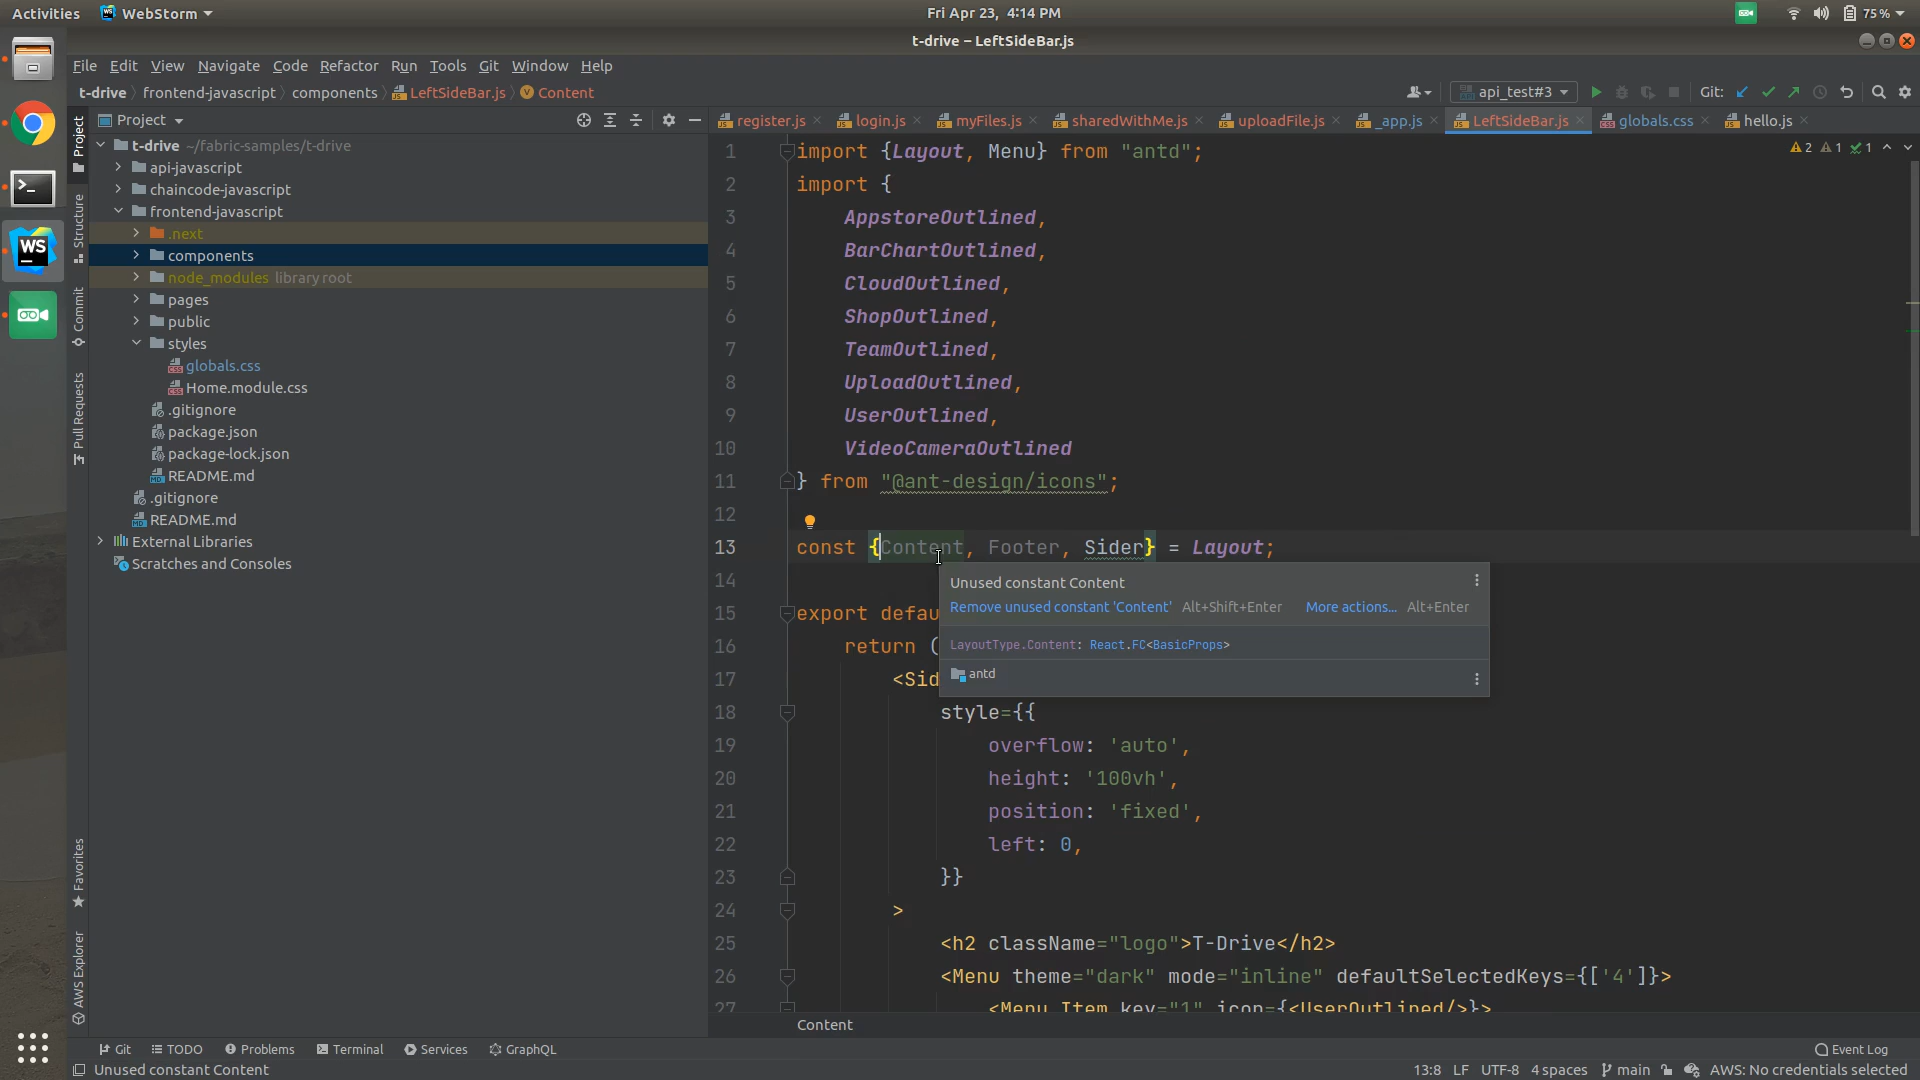 Activities WebStorm Fri Apr 23, 4:14 PM 75%
t-drive – LeftSideBar.js
File Edit View Navigate Code Refactor Run Tools Git Window Help
t-drive frontend-javascript components LeftSideBar.js Content api_test#3 Git:
Project register.js login.js myFiles.js sharedWithMe.js uploadFile.js _app.js LeftSideBar.js globals.css hello.js
Project
Structure
Commit
Pull Requests
Favorites
AWS Explorer
t-drive ~/fabric-samples/t-drive
api-javascript
chaincode-javascript
frontend-javascript
.next
components
node_modules library root
pages
public
styles
globals.css
Home.module.css
.gitignore
package.json
package-lock.json
README.md
.gitignore
README.md
External Libraries
Scratches and Consoles
2 1 1
1 import {Layout, Menu} from "antd";
2 import {
3 AppstoreOutlined,
4 BarChartOutlined,
5 CloudOutlined,
6 ShopOutlined,
7 TeamOutlined,
8 UploadOutlined,
9 UserOutlined,
10 VideoCameraOutlined
11 } from "@ant-design/icons";
12
13 const {Content, Footer, Sider} = Layout;
14
15 export defau
16 return (
17 <Sid
18 style={{
19 overflow: 'auto',
20 height: '100vh',
21 position: 'fixed',
22 left: 0,
23 }}
24 >
25 <h2 className="logo">T-Drive</h2>
26 <Menu theme="dark" mode="inline" defaultSelectedKeys={['4']}>
27 <Menu.Item key="1" icon={<UserOutlined/>}>
Unused constant Content
Remove unused constant 'Content' Alt+Shift+Enter More actions... Alt+Enter
LayoutType.Content: React.FC<BasicProps>
antd
Content
Git TODO Problems Terminal Services GraphQL Event Log
Unused constant Content 13:8 LF UTF-8 4 spaces main AWS: No credentials selected
WS